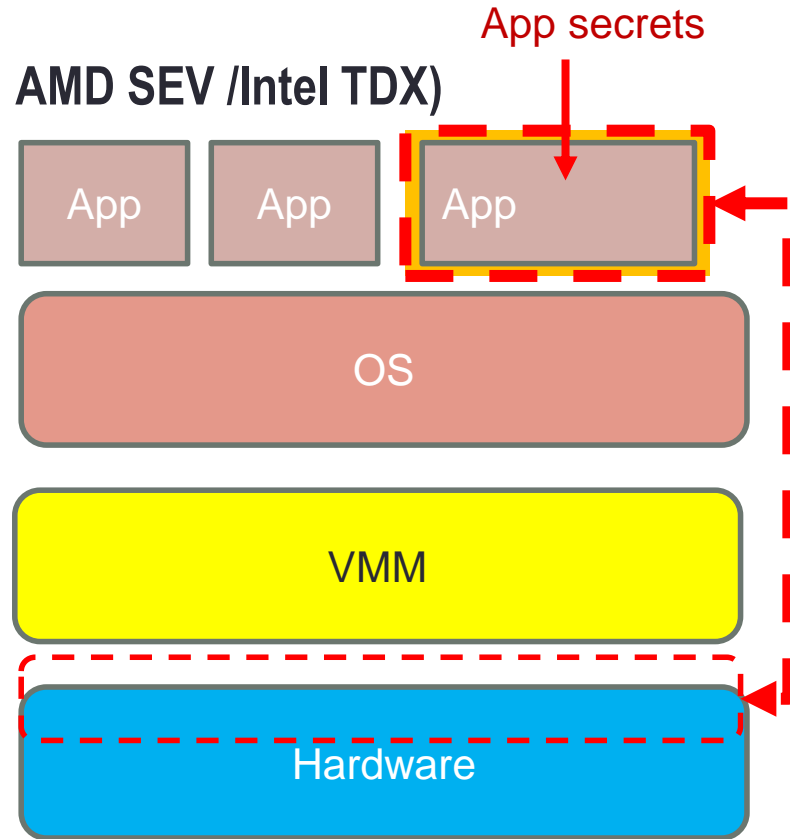 App secrets
AMD SEV /Intel TDX)
App
App
App
OS
VMM
Hardware